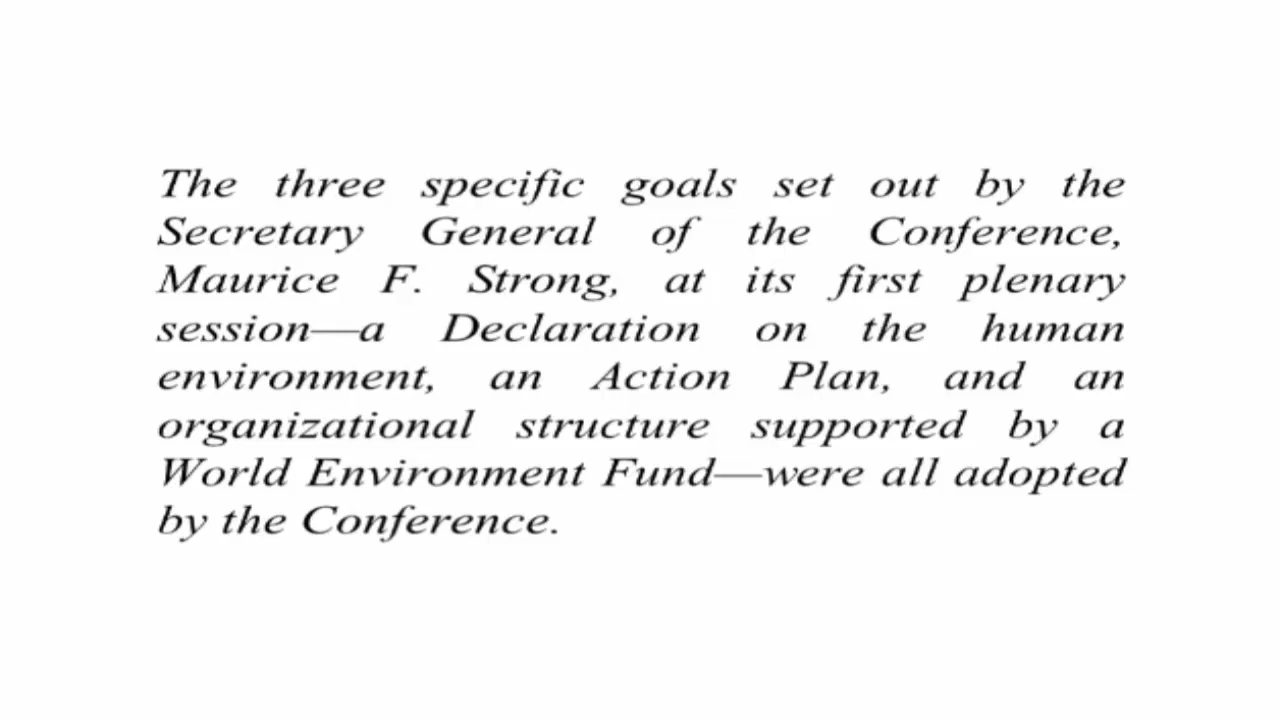 The three specific goals set out by the
Secretary General of the Conference,
Maurice F. Strong, at its first plenary
session—a Declaration on the human
environment, an Action Plan, and an
organizational structure supported by a
World Environment Fund—were all adopted
by the Conference.